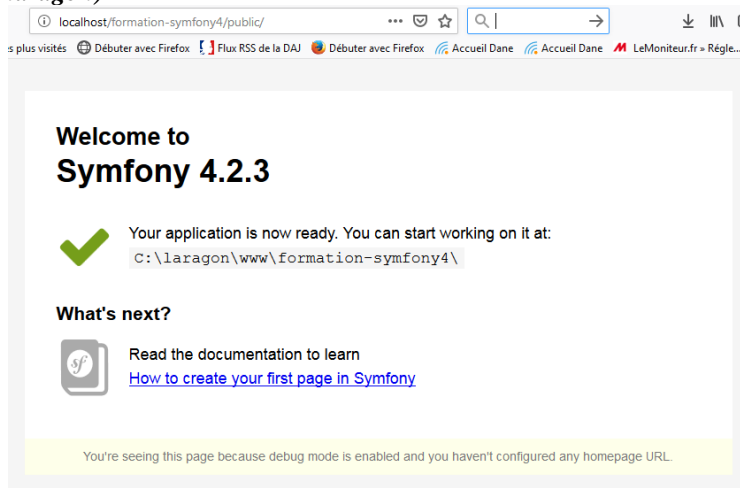 localhost/formation-symfony4/public/
es plus visités Débuter avec Firefox Flux RSS de la DAJ Débuter avec Firefox Accueil Dane Accueil Dane LeMoniteur.fr » Régle...
Welcome to
Symfony 4.2.3
Your application is now ready. You can start working on it at:
C:\laragon\www\formation-symfony4\
What's next?
sf
Read the documentation to learn
How to create your first page in Symfony
You're seeing this page because debug mode is enabled and you haven't configured any homepage URL.